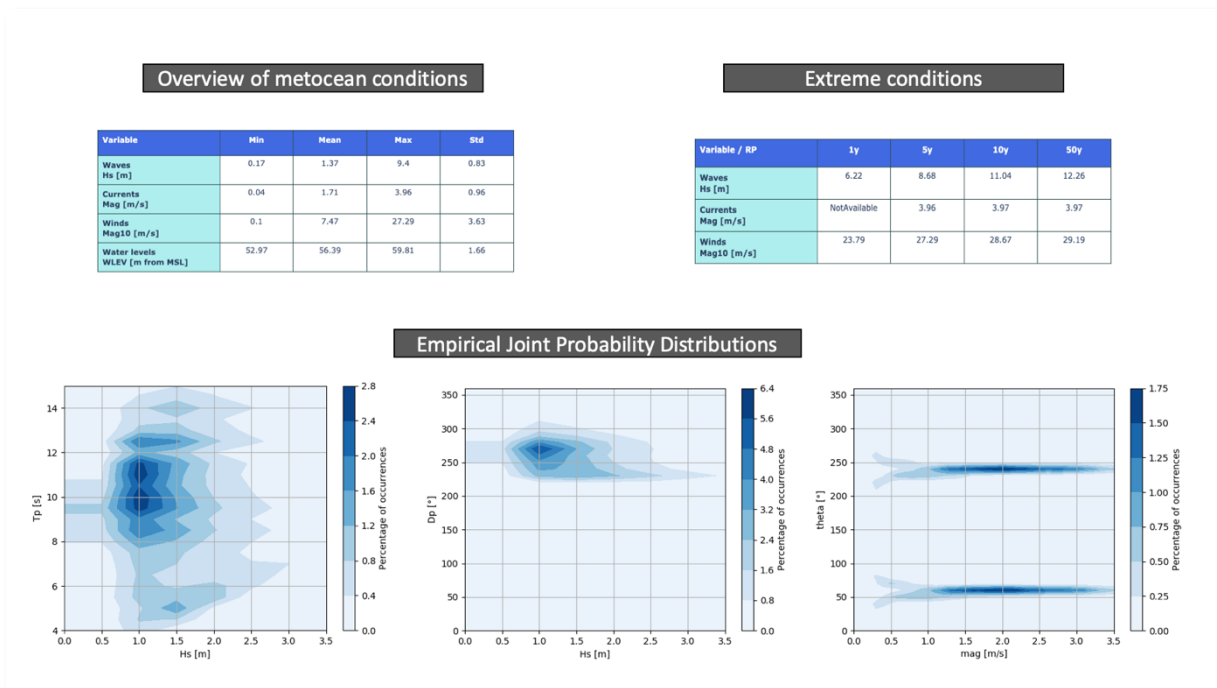 Overview of metocean conditions
Extreme conditions
Variable Min Mean Max Std
Waves
Hs [m] 0.17 1.37 9.4 0.83
Currents
Mag [m/s] 0.04 1.71 3.96 0.96
Winds
Mag10 [m/s] 0.1 7.47 27.29 3.63
Water levels
WLEV [m from MSL] 52.97 56.39 59.81 1.66
Variable / RP 1y 5y 10y 50y
Waves
Hs [m] 6.22 8.68 11.04 12.26
Currents
Mag [m/s] NotAvailable 3.96 3.97 3.97
Winds
Mag10 [m/s] 23.79 27.29 28.67 29.19
Empirical Joint Probability Distributions
Tp [s]
14
12
10
8
6
4
0.0 0.5 1.0 1.5 2.0 2.5 3.0 3.5
Hs [m]
2.8
2.4
2.0
1.6
1.2
0.8
0.4
0.0
Percentage of occurrences
Dp [°]
350
300
250
200
150
100
50
0
0.0 0.5 1.0 1.5 2.0 2.5 3.0 3.5
Hs [m]
6.4
5.6
4.8
4.0
3.2
2.4
1.6
0.8
0.0
Percentage of occurrences
theta [°]
350
300
250
200
150
100
50
0
0.0 0.5 1.0 1.5 2.0 2.5 3.0 3.5
mag [m/s]
1.75
1.50
1.25
1.00
0.75
0.50
0.25
0.00
Percentage of occurrences